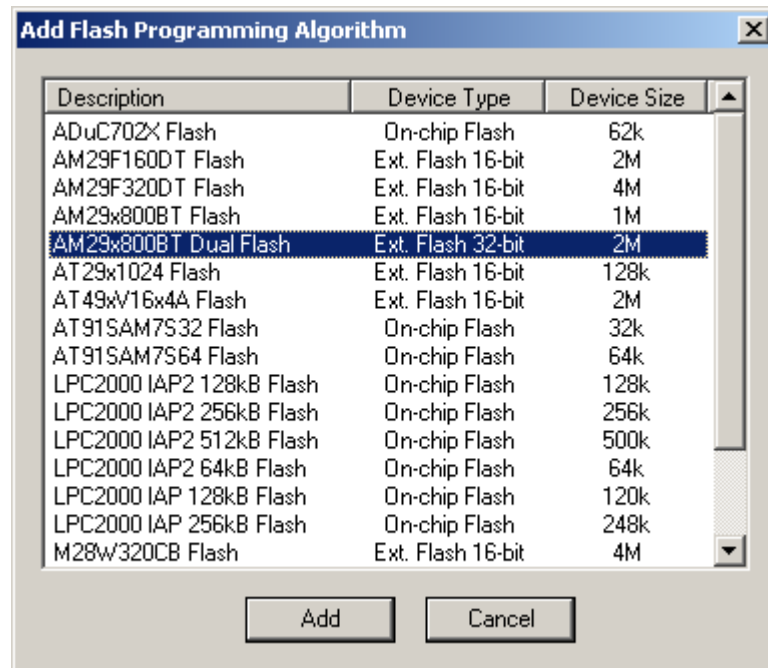 Add Flash Programming Algorithm
Description Device Type Device Size
ADuC702X Flash On-chip Flash 62k
AM29F160DT Flash Ext. Flash 16-bit 2M
AM29F320DT Flash Ext. Flash 16-bit 4M
AM29x800BT Flash Ext. Flash 16-bit 1M
AM29x800BT Dual Flash Ext. Flash 32-bit 2M
AT29x1024 Flash Ext. Flash 16-bit 128k
AT49xV16x4A Flash Ext. Flash 16-bit 2M
AT91SAM7S32 Flash On-chip Flash 32k
AT91SAM7S64 Flash On-chip Flash 64k
LPC2000 IAP2 128kB Flash On-chip Flash 128k
LPC2000 IAP2 256kB Flash On-chip Flash 256k
LPC2000 IAP2 512kB Flash On-chip Flash 500k
LPC2000 IAP2 64kB Flash On-chip Flash 64k
LPC2000 IAP 128kB Flash On-chip Flash 120k
LPC2000 IAP 256kB Flash On-chip Flash 248k
M28W320CB Flash Ext. Flash 16-bit 4M
Add Cancel